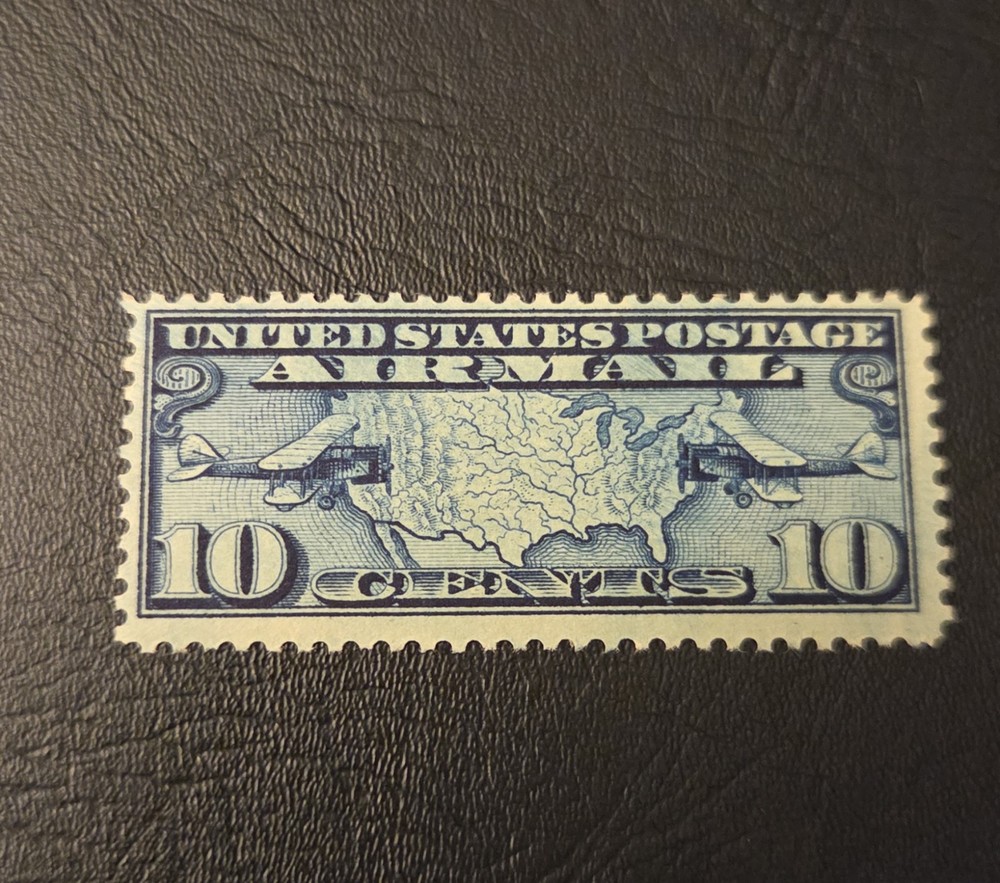 UNITED STATES POSTAGE
AIR MAIL
10 CENTS 10